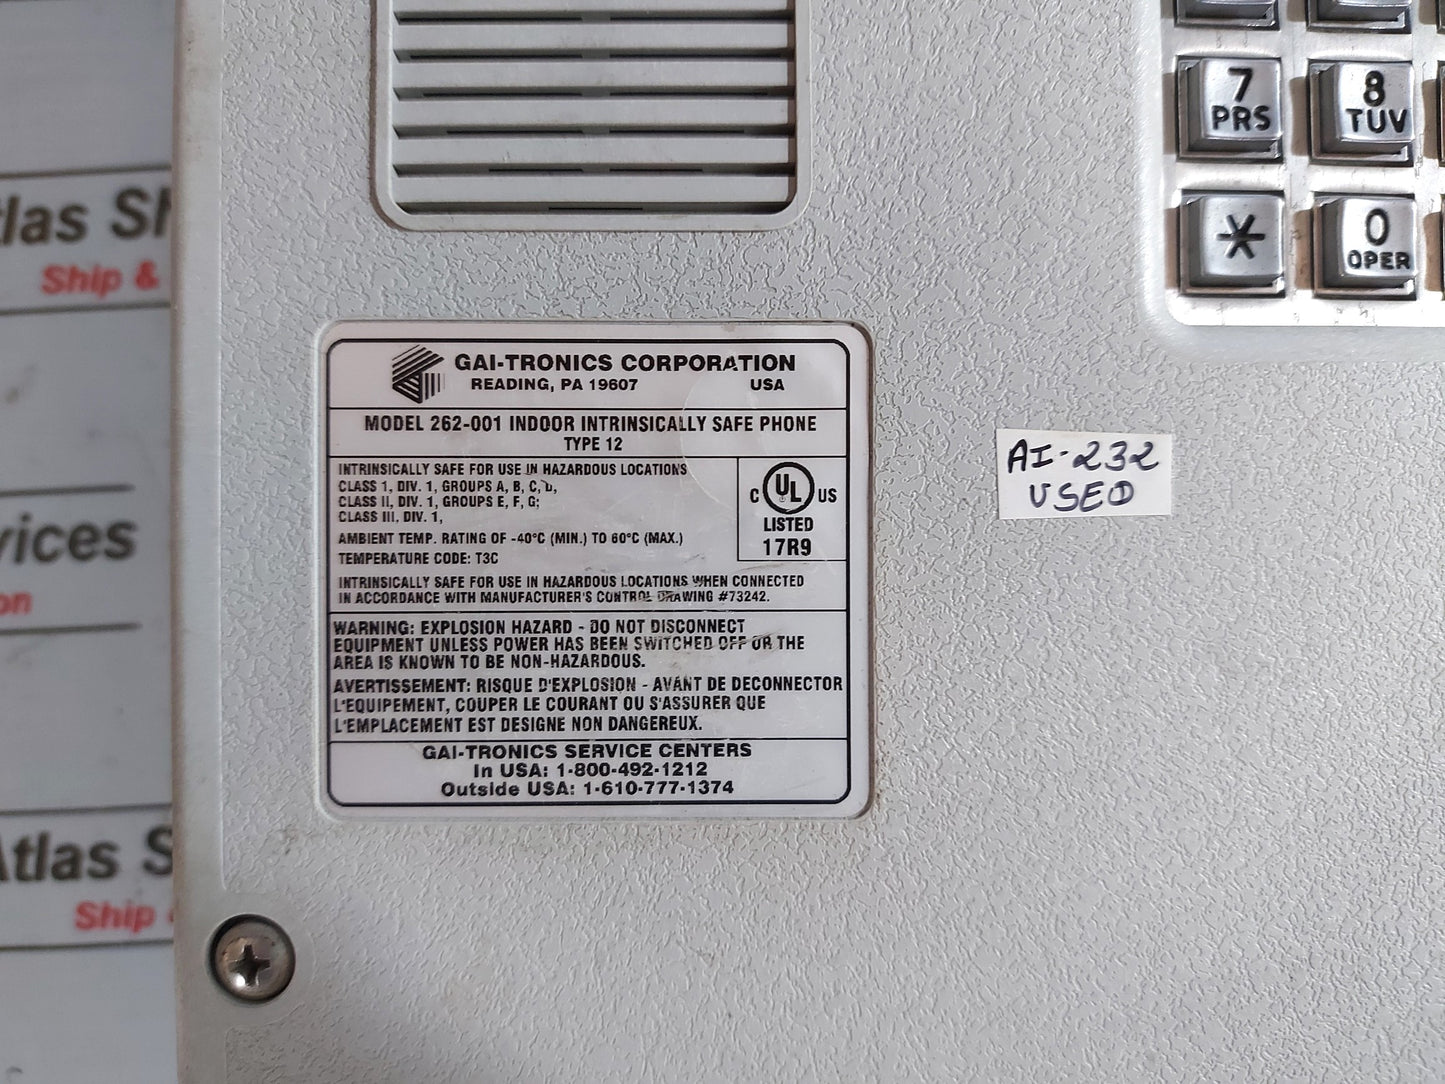 7
PRS
8
TUV
*
0
OPER
tlas Sh
Ship &
GAI-TRONICS CORPORATION
READING, PA 19607 USA
MODEL 262-001 INDOOR INTRINSICALLY SAFE PHONE
TYPE 12
INTRINSICALLY SAFE FOR USE IN HAZARDOUS LOCATIONS
CLASS 1, DIV. 1, GROUPS A, B, C, D,
CLASS II, DIV. 1, GROUPS E, F, G;
CLASS III, DIV. 1,
AMBIENT TEMP. RATING OF -40°C (MIN.) TO 60°C (MAX.)
TEMPERATURE CODE: T3C
C UL US
LISTED
17R9
INTRINSICALLY SAFE FOR USE IN HAZARDOUS LOCATIONS WHEN CONNECTED
IN ACCORDANCE WITH MANUFACTURER'S CONTROL DRAWING #73242.
WARNING: EXPLOSION HAZARD - DO NOT DISCONNECT
EQUIPMENT UNLESS POWER HAS BEEN SWITCHED OFF OR THE
AREA IS KNOWN TO BE NON-HAZARDOUS.
AVERTISSEMENT: RISQUE D'EXPLOSION - AVANT DE DECONNECTOR
L'EQUIPEMENT, COUPER LE COURANT OU S'ASSURER QUE
L'EMPLACEMENT EST DESIGNE NON DANGEREUX.
GAI-TRONICS SERVICE CENTERS
In USA: 1-800-492-1212
Outside USA: 1-610-777-1374
AI-232
USED
vices
on
Atlas S
Ship